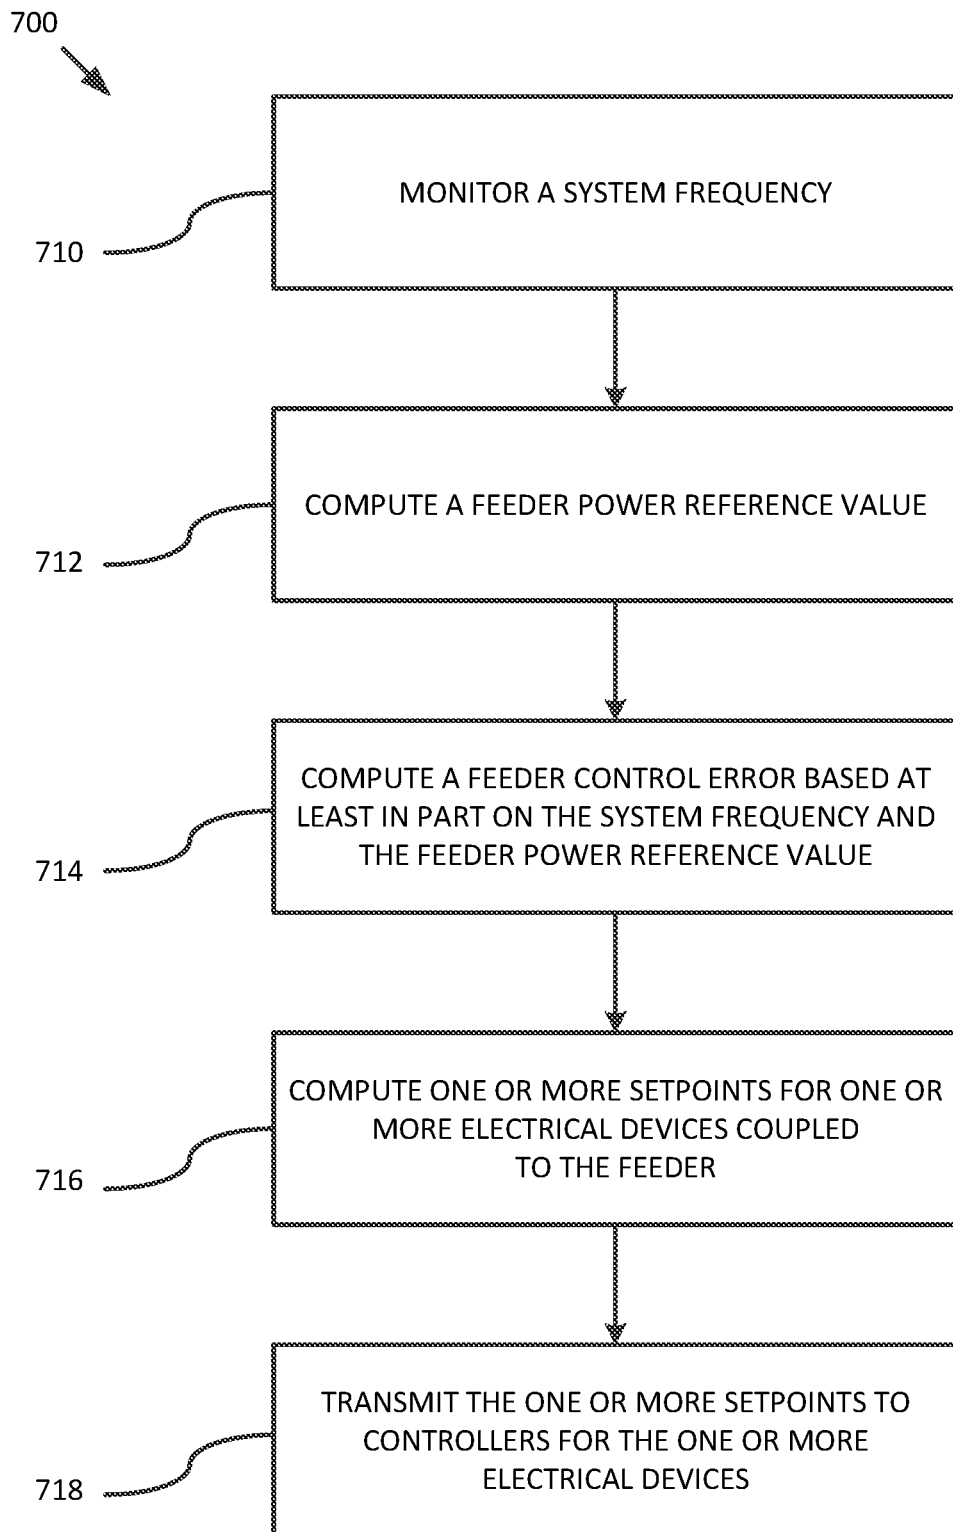 700
MONITOR A SYSTEM FREQUENCY
710
COMPUTE A FEEDER POWER REFERENCE VALUE
712
COMPUTE A FEEDER CONTROL ERROR BASED AT
LEAST IN PART ON THE SYSTEM FREQUENCY AND
THE FEEDER POWER REFERENCE VALUE
714
COMPUTE ONE OR MORE SETPOINTS FOR ONE OR
MORE ELECTRICAL DEVICES COUPLED
TO THE FEEDER
716
TRANSMIT THE ONE OR MORE SETPOINTS TO
CONTROLLERS FOR THE ONE OR MORE
ELECTRICAL DEVICES
718